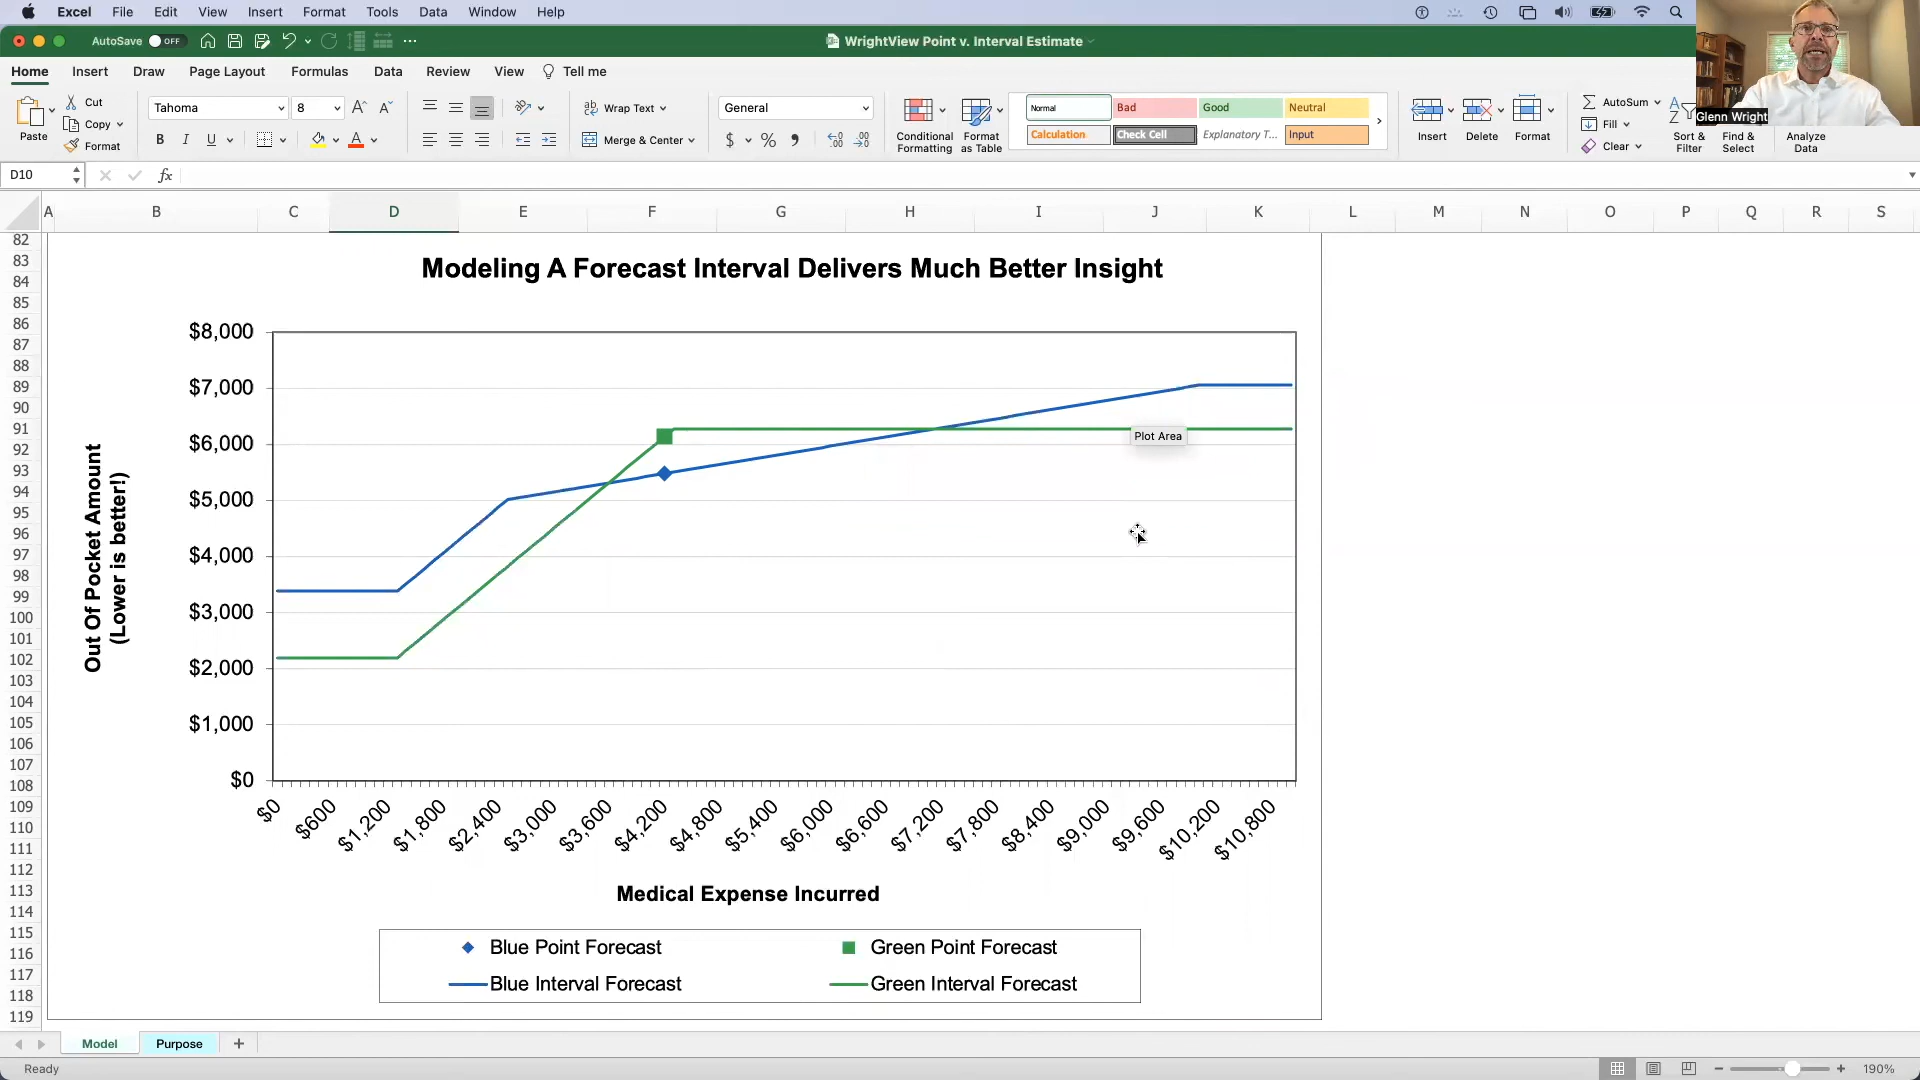 Excel File Edit View Insert Format Tools Data Window Help
AutoSave OFF
WrightView Point v. Interval Estimate
Home Insert Draw Page Layout Formulas Data Review View Tell me
Paste
Cut
Copy
Format
Tahoma 8
B I U
Wrap Text
Merge & Center
General
$ % ,
Conditional Formatting
Format as Table
Normal Bad Good Neutral
Calculation Check Cell Explanatory T... Input
Insert Delete Format
AutoSum
Fill
Clear
Sort & Filter
Find & Select
Analyze Data
Glenn Wright
D10
fx
A B C D E F G H I J K L M N O P Q R S
82
83
84
85
86
87
88
89
90
91
92
93
94
95
96
97
98
99
100
101
102
103
104
105
106
107
108
109
110
111
112
113
114
115
116
117
118
119
Modeling A Forecast Interval Delivers Much Better Insight
$8,000
$7,000
$6,000
$5,000
$4,000
$3,000
$2,000
$1,000
$0
Out Of Pocket Amount
(Lower is better!)
Plot Area
$0 $600 $1,200 $1,800 $2,400 $3,000 $3,600 $4,200 $4,800 $5,400 $6,000 $6,600 $7,200 $7,800 $8,400 $9,000 $9,600 $10,200 $10,800
Medical Expense Incurred
Blue Point Forecast Green Point Forecast
Blue Interval Forecast Green Interval Forecast
Model Purpose +
Ready
190%